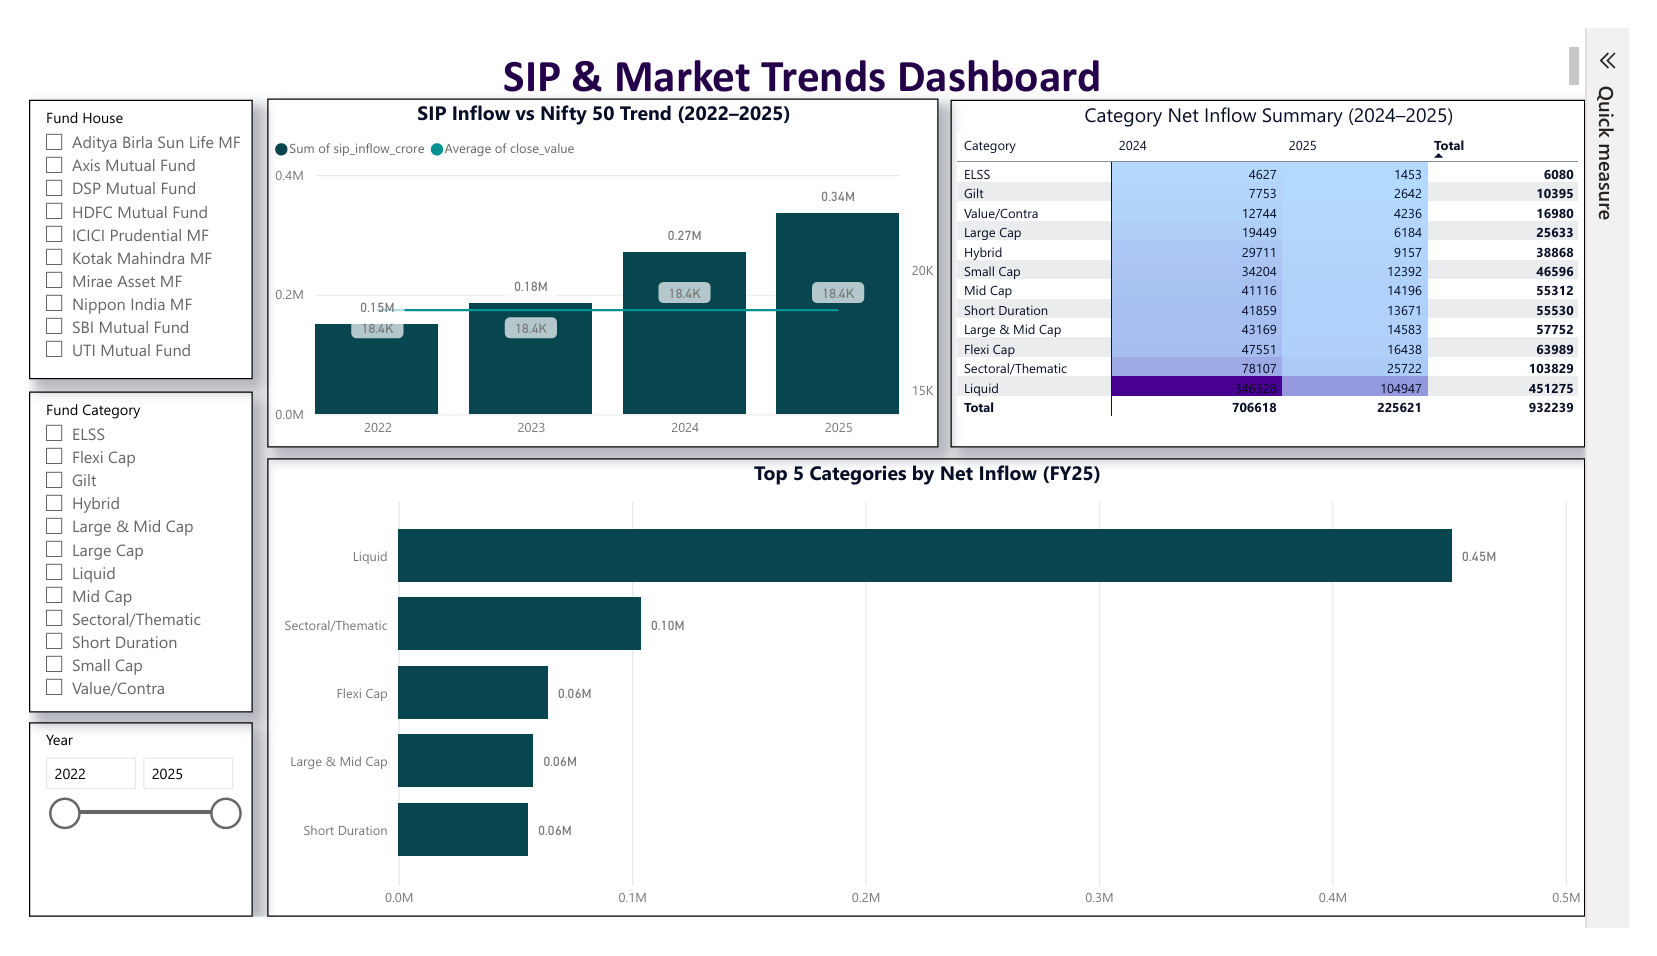 SIP & Market Trends Dashboard
Quick measure
Fund House
Aditya Birla Sun Life MF
Axis Mutual Fund
DSP Mutual Fund
HDFC Mutual Fund
ICICI Prudential MF
Kotak Mahindra MF
Mirae Asset MF
Nippon India MF
SBI Mutual Fund
UTI Mutual Fund
Fund Category
ELSS
Flexi Cap
Gilt
Hybrid
Large & Mid Cap
Large Cap
Liquid
Mid Cap
Sectoral/Thematic
Short Duration
Small Cap
Value/Contra
Year
2022 2025
SIP Inflow vs Nifty 50 Trend (2022–2025)
Sum of sip_inflow_crore Average of close_value
0.4M
0.34M
0.27M
20K
0.2M 0.18M 18.4K 18.4K
0.15M
18.4K 18.4K
15K
0.0M
2022 2023 2024 2025
Category Net Inflow Summary (2024–2025)
Category 2024 2025 Total
ELSS 4627 1453 6080
Gilt 7753 2642 10395
Value/Contra 12744 4236 16980
Large Cap 19449 6184 25633
Hybrid 29711 9157 38868
Small Cap 34204 12392 46596
Mid Cap 41116 14196 55312
Short Duration 41859 13671 55530
Large & Mid Cap 43169 14583 57752
Flexi Cap 47551 16438 63989
Sectoral/Thematic 78107 25722 103829
Liquid 346328 104947 451275
Total 706618 225621 932239
Top 5 Categories by Net Inflow (FY25)
Liquid 0.45M
Sectoral/Thematic 0.10M
Flexi Cap 0.06M
Large & Mid Cap 0.06M
Short Duration 0.06M
0.0M 0.1M 0.2M 0.3M 0.4M 0.5M